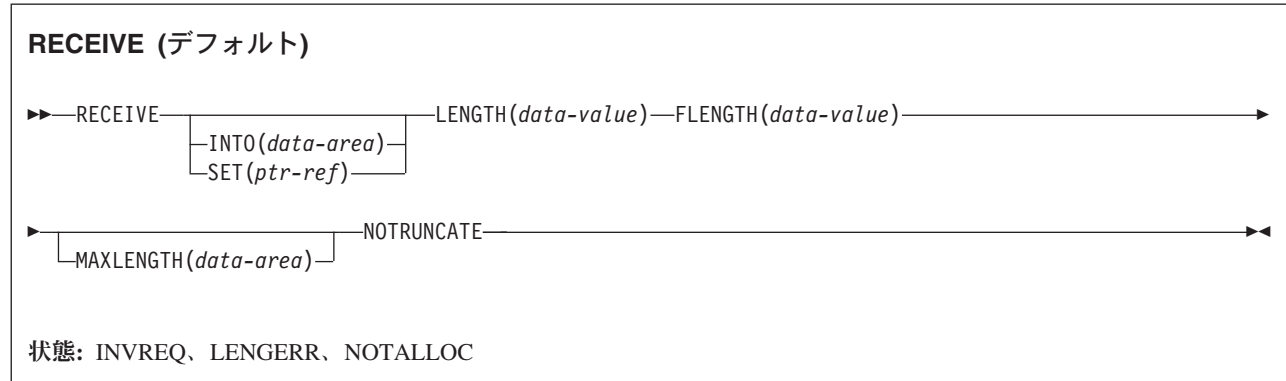 RECEIVE (デフォルト)
RECEIVE LENGTH(data-value) FLENGTH(data-value)
INTO(data-area)
SET(ptr-ref)
NOTRUNCATE
MAXLENGTH(data-area)
状態: INVREQ、LENGERR、NOTALLOC